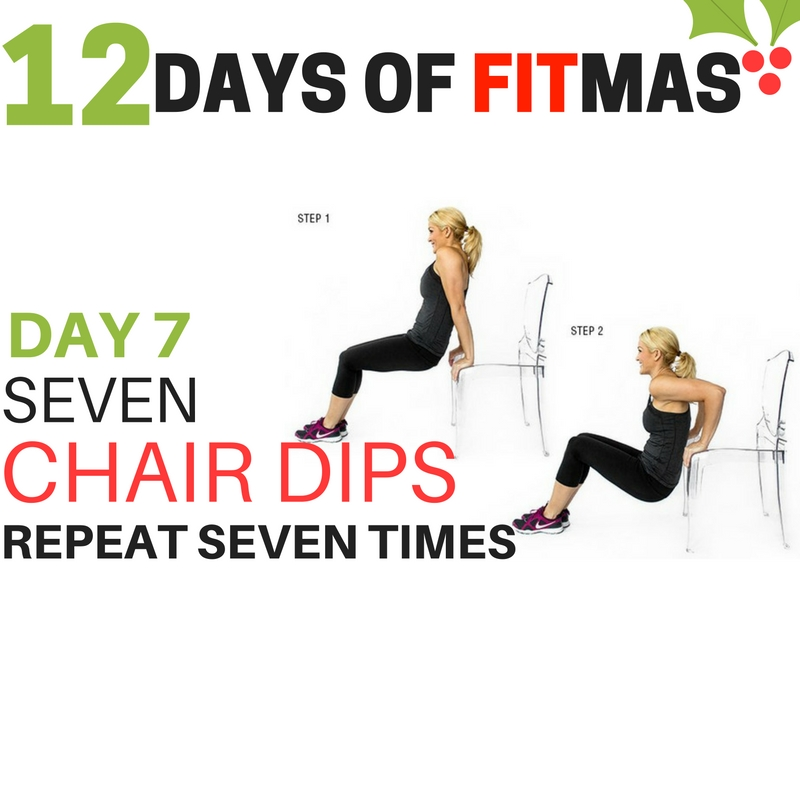 12 DAYS OF FITMAS
STEP 1
STEP 2
DAY 7
SEVEN
CHAIR DIPS
REPEAT SEVEN TIMES